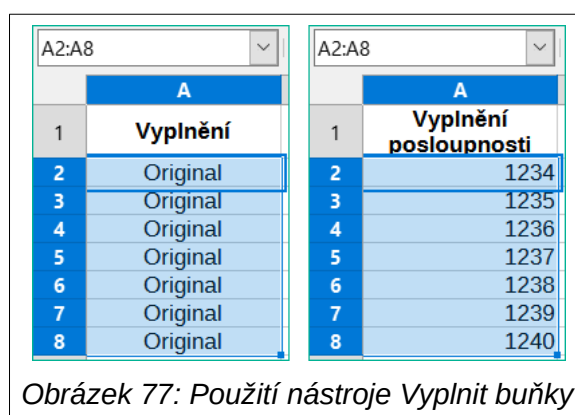 A2:A8
A
1 Vyplnění
2 Original
3 Original
4 Original
5 Original
6 Original
7 Original
8 Original
A2:A8
A
1 Vyplnění
posloupnosti
2 1234
3 1235
4 1236
5 1237
6 1238
7 1239
8 1240
Obrázek 77: Použití nástroje Vyplnit buňky